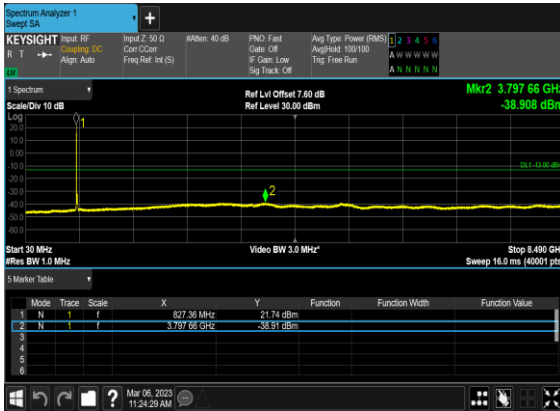 Spectrum Analyzer 1
Swept SA
+
KEYSIGHT Input: RF Input Z: 50 Ω #Atten: 40 dB PNO: Fast Avg Type: Power (RMS) 1 2 3 4 5 6
R T Coupling: DC Corr CCorr Gate: Off Avg|Hold: 100/100 A W W W W W
Align: Auto Freq Ref: Int (S) IF Gain: Low Trig: Free Run
Sig Track: Off A N N N N N
1 Spectrum Ref Lvl Offset 7.60 dB Mkr2 3.797 66 GHz
Scale/Div 10 dB Ref Level 30.00 dBm -38.908 dBm
Log
20.0
10.0
0.00
-10.0
DL1 -13.00 dBm
-20.0
-30.0
-40.0
-50.0
-60.0
1
2
Start 30 MHz Video BW 3.0 MHz* Stop 8.490 GHz
#Res BW 1.0 MHz Sweep 16.0 ms (40001 pts)
5 Marker Table
Mode Trace Scale X Y Function Function Width Function Value
1 N 1 f 827.36 MHz 21.74 dBm
2 N 1 f 3.797 66 GHz -38.91 dBm
3
4
5
6
? Mar 06, 2023
11:24:29 AM